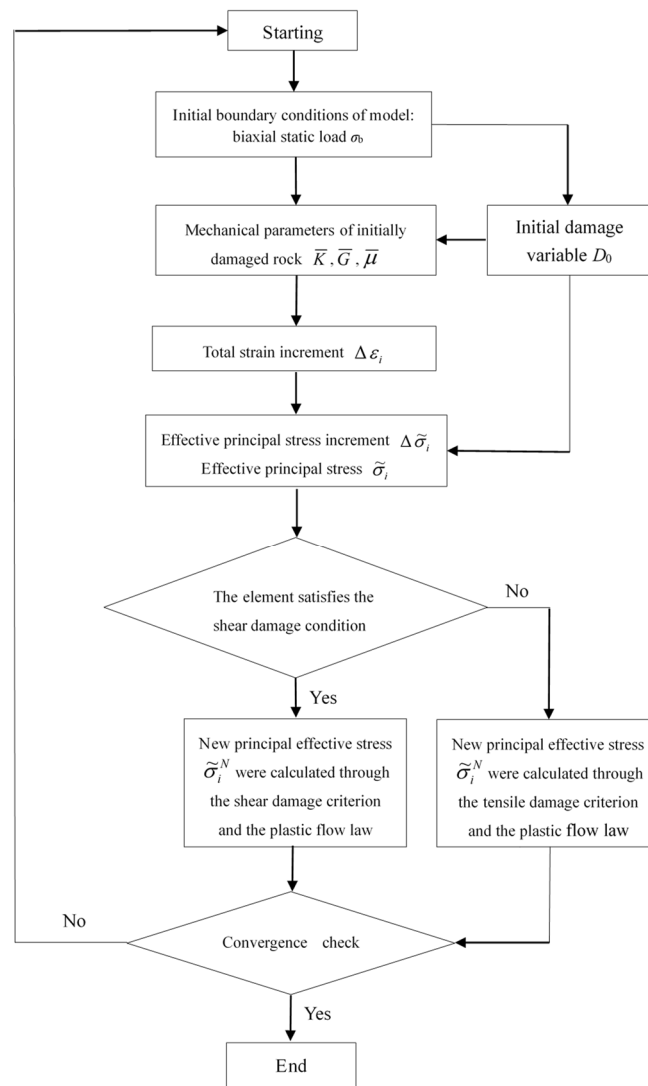 Starting
Initial boundary conditions of model:
biaxial static load σb
Mechanical parameters of initially
damaged rock K̅ , G̅ , μ̅
Initial damage
variable D0
Total strain increment Δ εi
Effective principal stress increment Δ σ̃i
Effective principal stress σ̃i
The element satisfies the
shear damage condition
No
Yes
New principal effective stress
σ̃iN were calculated through
the shear damage criterion
and the plastic flow law
New principal effective stress
σ̃iN were calculated through
the tensile damage criterion
and the plastic flow law
No
Convergence check
Yes
End